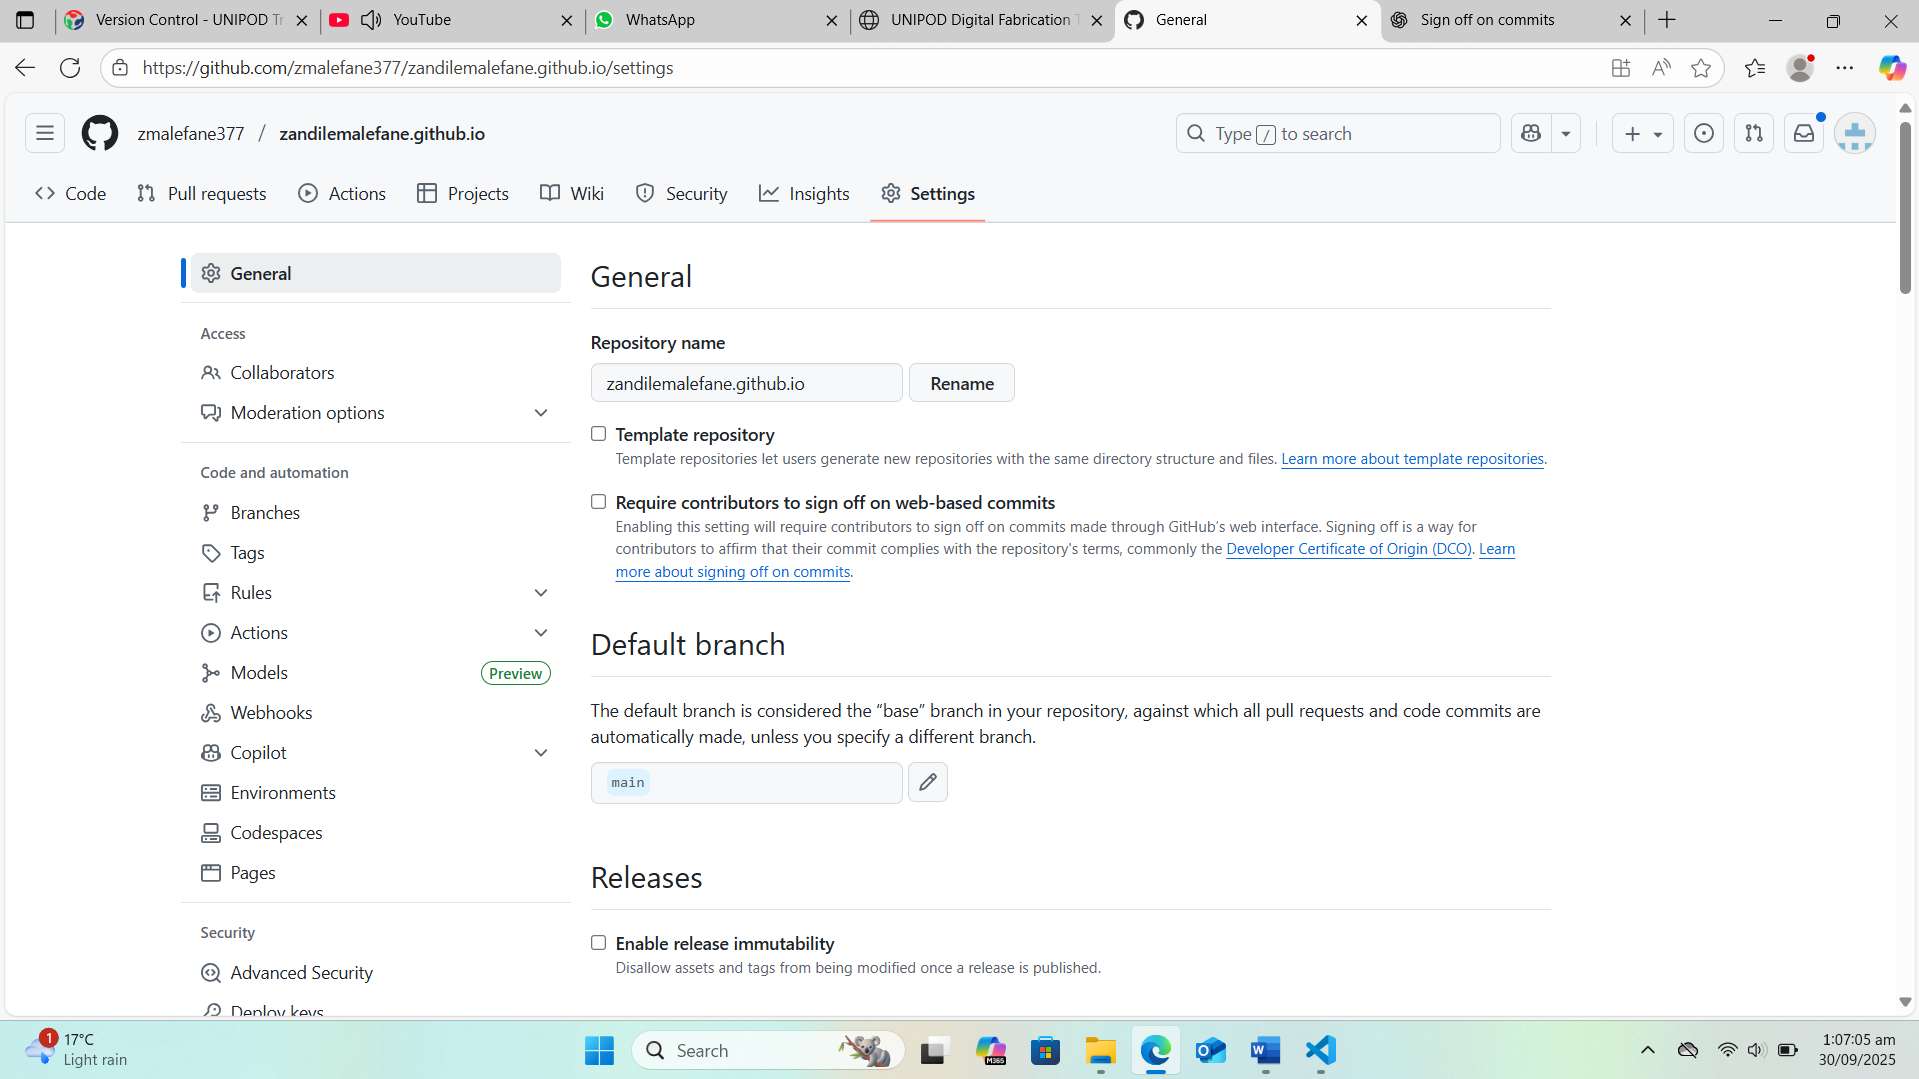 Version Control - UNIPOD Tr
YouTube
WhatsApp
UNIPOD Digital Fabrication T
General
Sign off on commits
https://github.com/zmalefane377/zandilemalefane.github.io/settings
zmalefane377 / zandilemalefane.github.io
Type / to search
Code
Pull requests
Actions
Projects
Wiki
Security
Insights
Settings
General
Access
Collaborators
Moderation options
Code and automation
Branches
Tags
Rules
Actions
Models
Preview
Webhooks
Copilot
Environments
Codespaces
Pages
Security
Advanced Security
Deploy keys
General
Repository name
zandilemalefane.github.io
Rename
Template repository
Template repositories let users generate new repositories with the same directory structure and files. Learn more about template repositories.
Require contributors to sign off on web-based commits
Enabling this setting will require contributors to sign off on commits made through GitHub's web interface. Signing off is a way for
contributors to affirm that their commit complies with the repository's terms, commonly the Developer Certificate of Origin (DCO). Learn
more about signing off on commits.
Default branch
The default branch is considered the “base” branch in your repository, against which all pull requests and code commits are
automatically made, unless you specify a different branch.
main
Releases
Enable release immutability
Disallow assets and tags from being modified once a release is published.
1
17°C
Light rain
Search
M365
1:07:05 am
30/09/2025